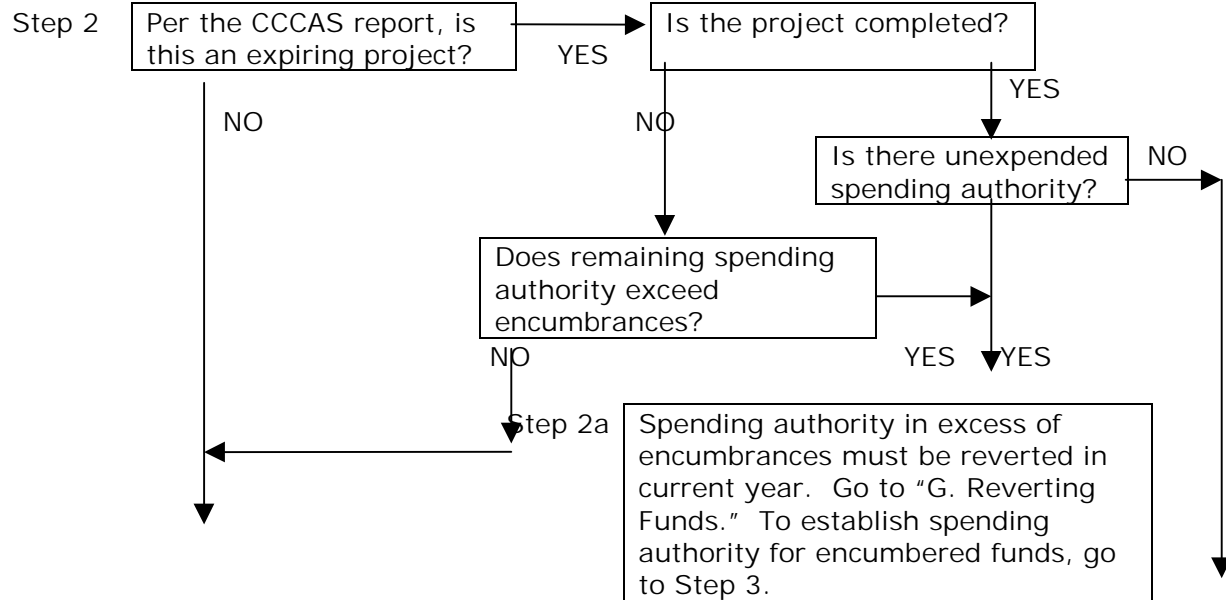 Step 2
Per the CCCAS report, is
this an expiring project?
YES
Is the project completed?
NO
NO
YES
Is there unexpended
spending authority?
NO
Does remaining spending
authority exceed
encumbrances?
NO
YES
YES
Step 2a
Spending authority in excess of
encumbrances must be reverted in
current year. Go to “G. Reverting
Funds.” To establish spending
authority for encumbered funds, go
to Step 3.